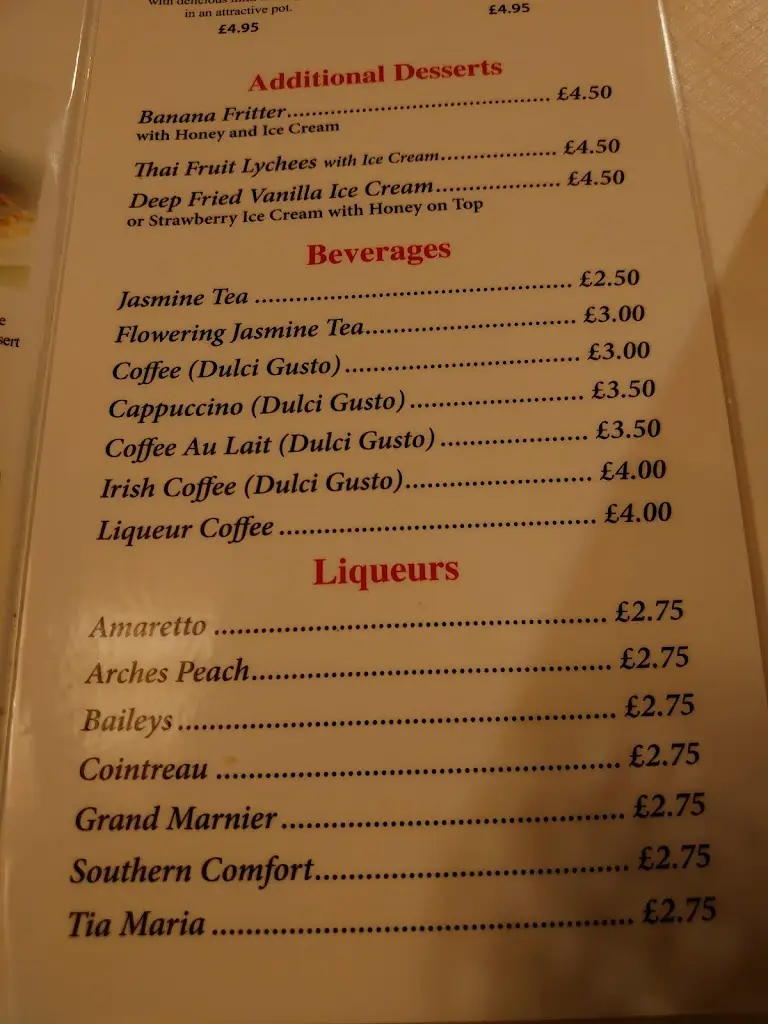 in an attractive pot.
£4.95
£4.95
Additional Desserts
Banana Fritter.......................................... £4.50
with Honey and Ice Cream
Thai Fruit Lychees with Ice Cream.................. £4.50
Deep Fried Vanilla Ice Cream................... £4.50
or Strawberry Ice Cream with Honey on Top
Beverages
Jasmine Tea ................................................ £2.50
Flowering Jasmine Tea............................... £3.00
Coffee (Dulci Gusto)................................... £3.00
Cappuccino (Dulci Gusto)......................... £3.50
Coffee Au Lait (Dulci Gusto)..................... £3.50
Irish Coffee (Dulci Gusto).......................... £4.00
Liqueur Coffee ............................................ £4.00
Liqueurs
Amaretto .................................................... £2.75
Arches Peach............................................... £2.75
Baileys......................................................... £2.75
Cointreau ................................................... £2.75
Grand Marnier........................................... £2.75
Southern Comfort....................................... £2.75
Tia Maria ................................................... £2.75